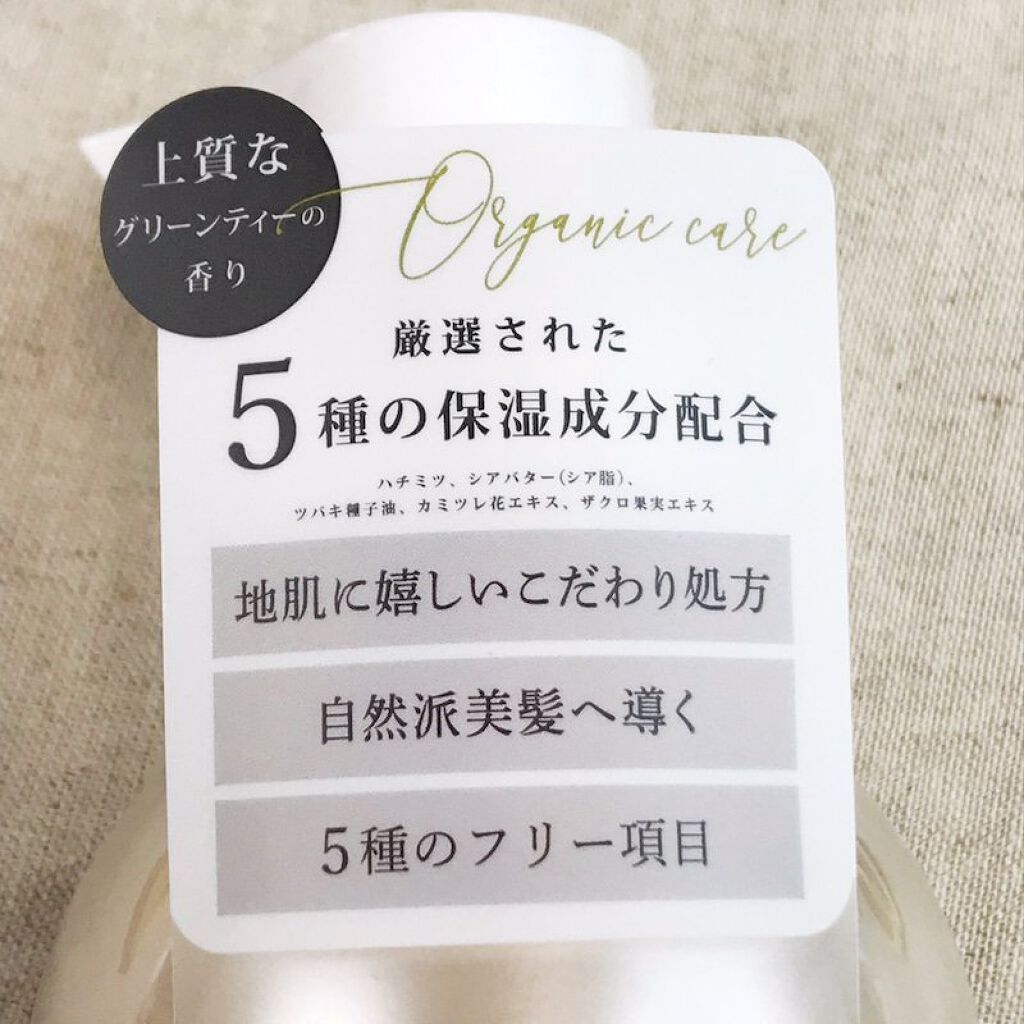 上質な
グリーンティーの
香り
Organic care
厳選された
5種の保湿成分配合
ハチミツ、シアバター(シア脂)、
ツバキ種子油、カミツレ花エキス、ザクロ果実エキス
地肌に嬉しいこだわり処方
自然派美髪へ導く
5種のフリー項目